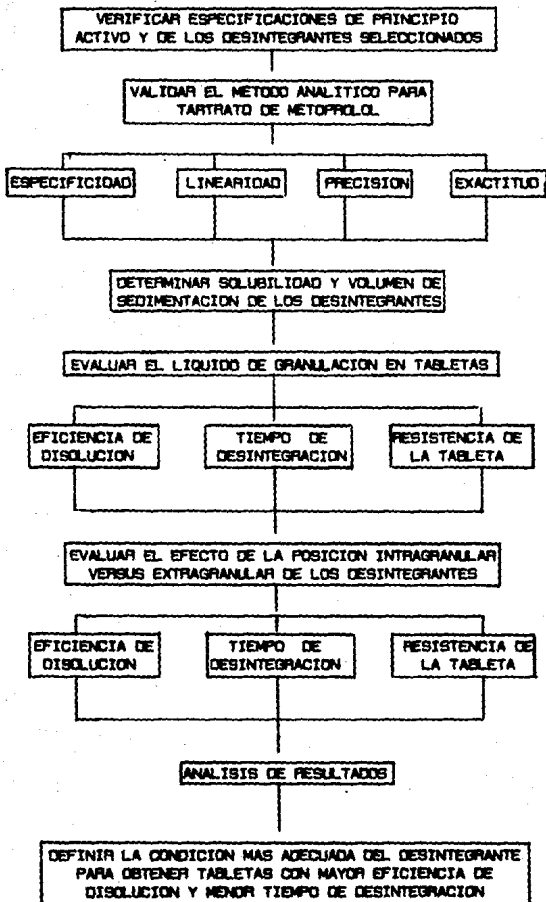 VERIFICAR ESPECIFICACIONES DE PRINCIPIO
ACTIVO Y DE LOS DESINTEGRANTES SELECCIONADOS
VALIDAR EL METODO ANALITICO PARA
TARTRATO DE METOPROLOL
ESPECIFICIDAD LINEARIDAD PRECISION EXACTITUD
DETERMINAR SOLUBILIDAD Y VOLUMEN DE
SEDIMENTACION DE LOS DESINTEGRANTES
EVALUAR EL LIQUIDO DE GRANULACION EN TABLETAS
EFICIENCIA DE TIEMPO DE RESISTENCIA DE
DISOLUCION DESINTEGRACION LA TABLETA
EVALUAR EL EFECTO DE LA POSICION INTRAGRANULAR
VERSUS EXTRAGRANULAR DE LOS DESINTEGRANTES
EFICIENCIA DE TIEMPO DE RESISTENCIA DE
DISOLUCION DESINTEGRACION LA TABLETA
ANALISIS DE RESULTADOS
DEFINIR LA CONDICION MAS ADECUADA DEL DESINTEGRANTE
PARA OBTENER TABLETAS CON MAYOR EFICIENCIA DE
DISOLUCION Y MENOR TIEMPO DE DESINTEGRACION